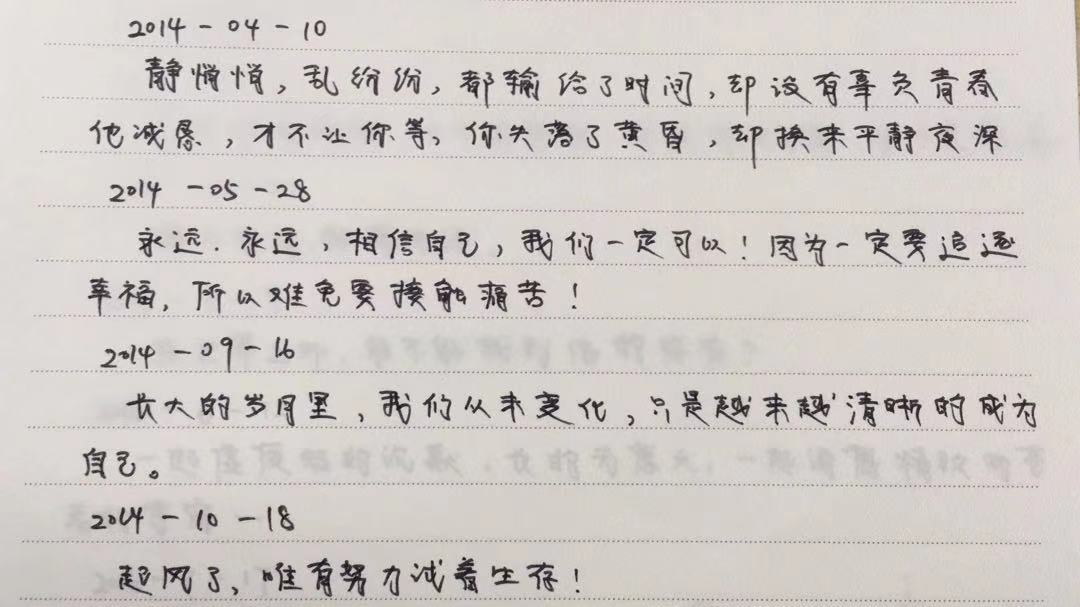 2014-04-10
静悄悄，乱纷纷，都输给了时间，却没有辜负青春
他诚恳，才不让你等，你失落了黄昏，却换来平静夜深
2014-05-28
永远．永远，相信自己，我们一定可以！因为一定要追逐
幸福，所以难免要接触痛苦！
2014-09-16
长大的岁月里，我们从未变化，只是越来越清晰的成为
自己。
2014-10-18
起风了，唯有努力试着生存！